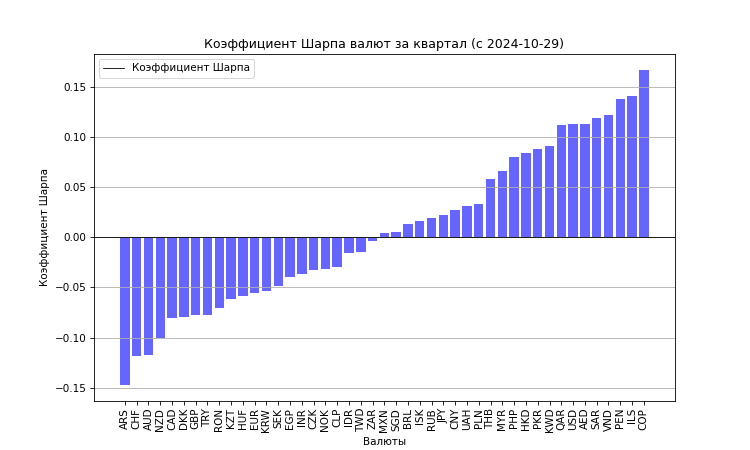 Коэффициент Шарпа валют за квартал (с 2024-10-29)
Коэффициент Шарпа
Коэффициент Шарпа
0.15
0.10
0.05
0.00
−0.05
−0.10
−0.15
ARS CHF AUD NZD CAD DKK GBP TRY RON KZT HUF EUR KRW SEK EGP INR CZK NOK CLP IDR TWD ZAR MXN SGD BRL ISK RUB JPY CNY UAH PLN THB MYR PHP HKD PKR KWD QAR USD AED SAR VND PEN ILS COP
Валюты